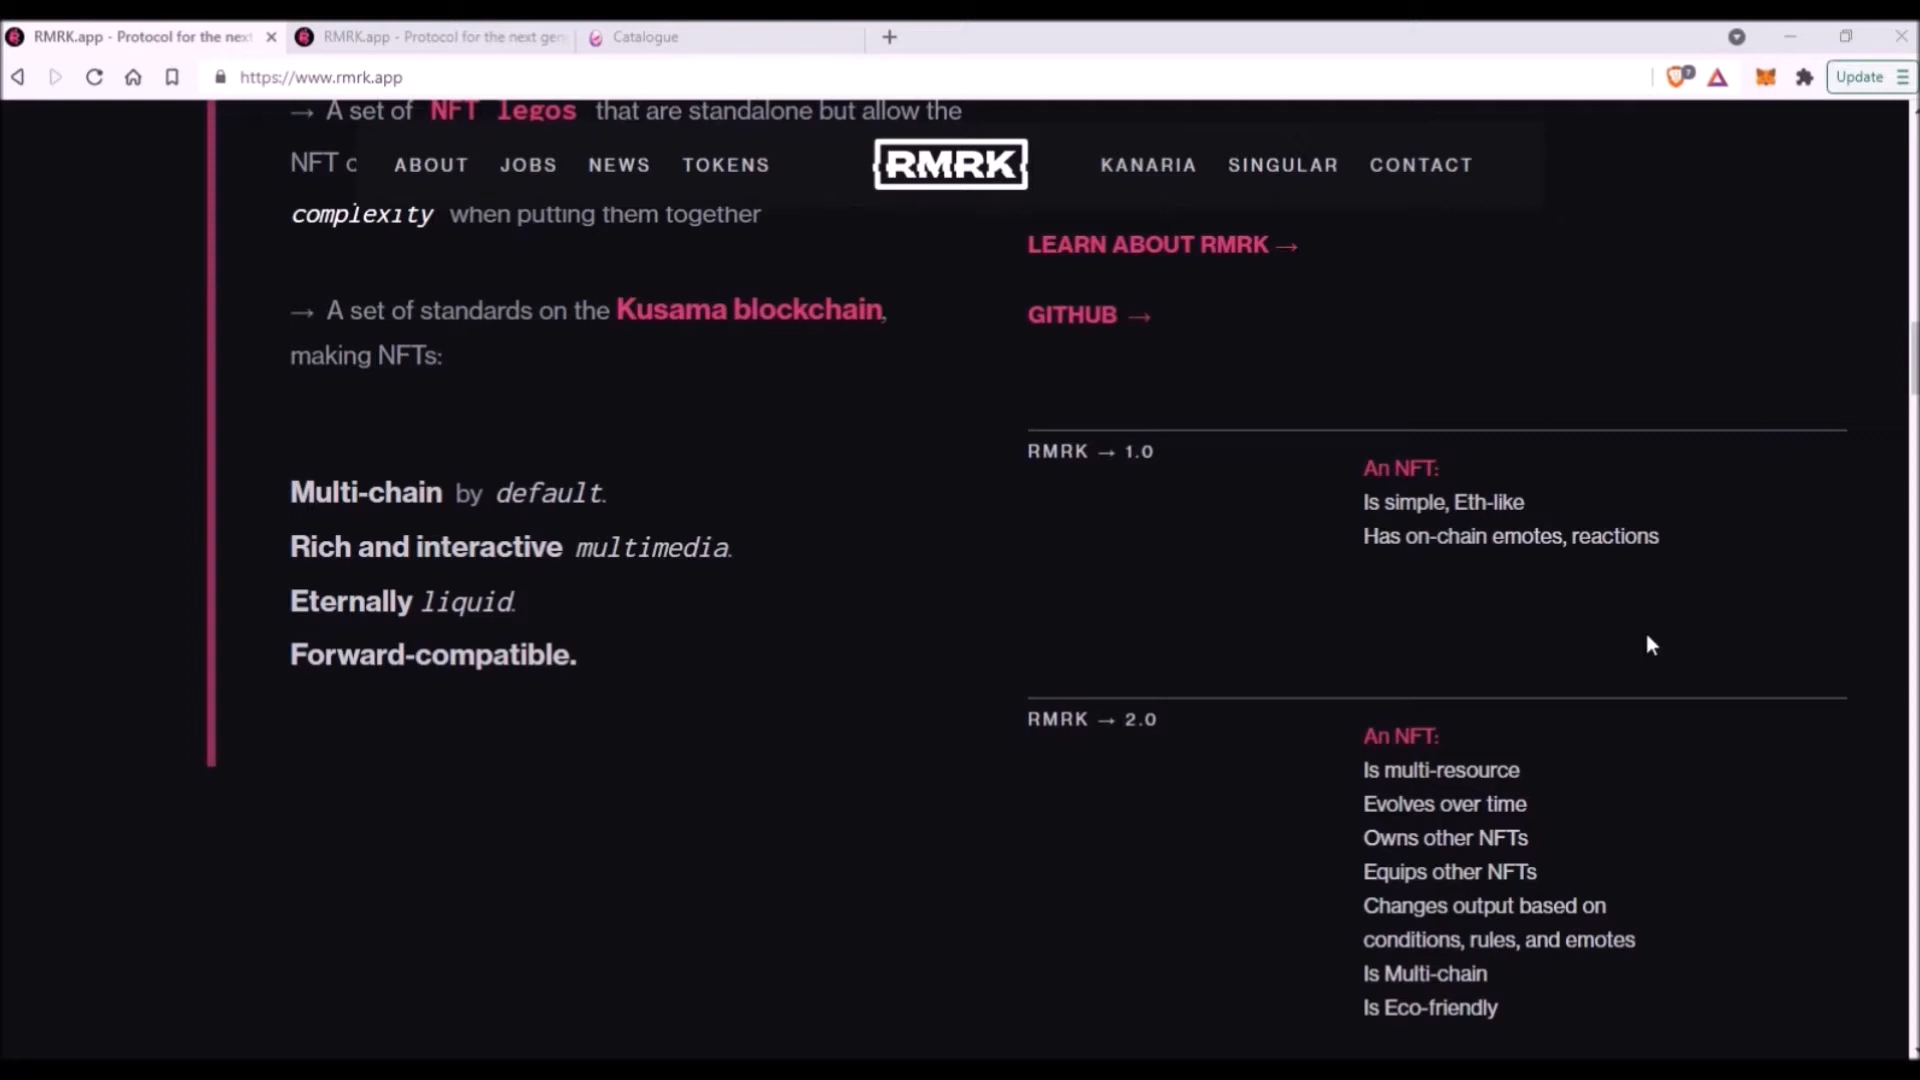 RMRK.app - Protocol for the next
RMRK.app - Protocol for the next gen
Catalogue
https://www.rmrk.app
7
Update
→ A set of NFT legos that are standalone but allow the
NFT
ABOUT JOBS NEWS TOKENS RMRK KANARIA SINGULAR CONTACT
complexity when putting them together
→ A set of standards on the Kusama blockchain,
making NFTs:
Multi-chain by default.
Rich and interactive multimedia.
Eternally liquid.
Forward-compatible.
LEARN ABOUT RMRK →
GITHUB →
RMRK → 1.0
An NFT:
Is simple, Eth-like
Has on-chain emotes, reactions
RMRK → 2.0
An NFT:
Is multi-resource
Evolves over time
Owns other NFTs
Equips other NFTs
Changes output based on
conditions, rules, and emotes
Is Multi-chain
Is Eco-friendly